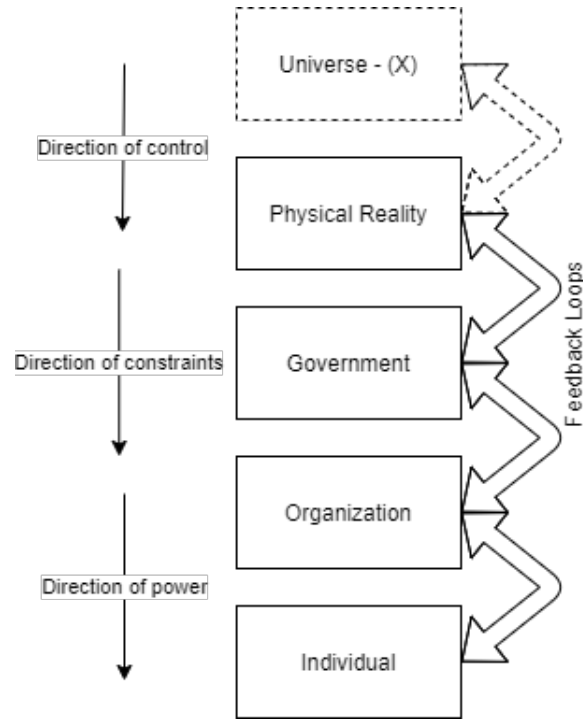 Universe - (X)
Direction of control
Physical Reality
Feedback Loops
Direction of constraints
Government
Organization
Direction of power
Individual